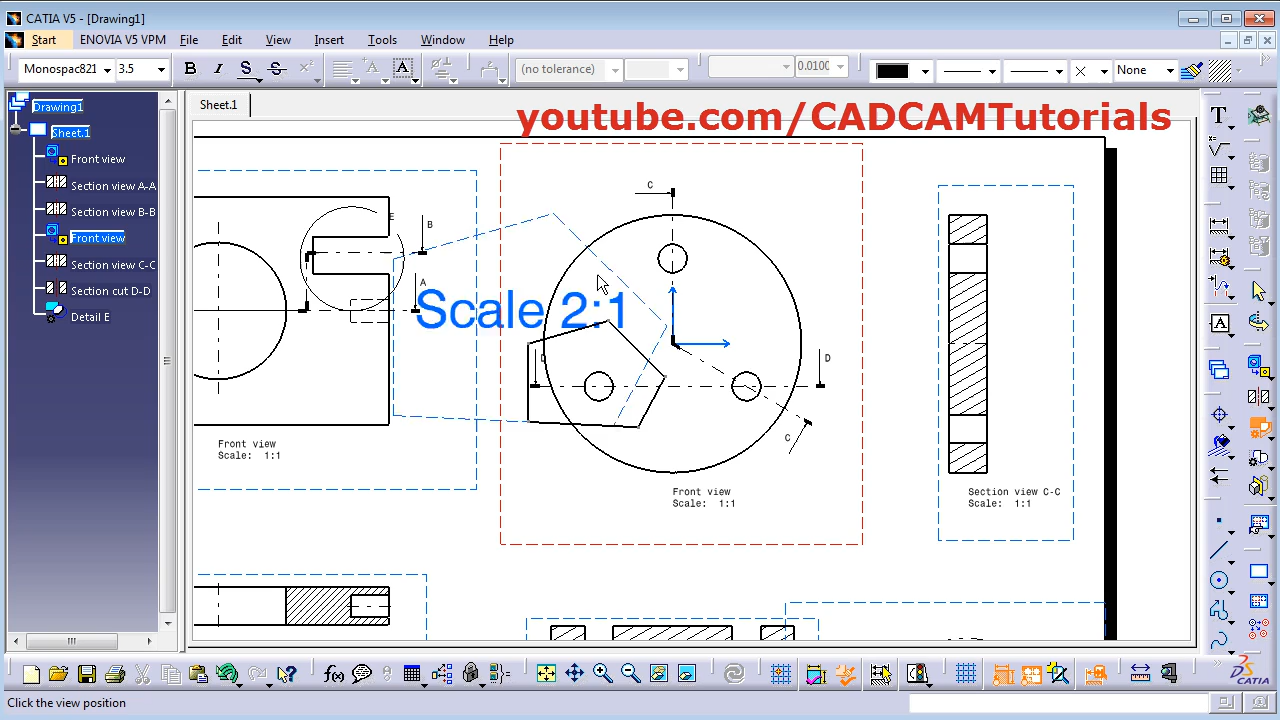 CATIA V5 - [Drawing1]
Start ENOVIA V5 VPM File Edit View Insert Tools Window Help
Monospac821 3.5 B I S S A A (no tolerance) 0.0100 None
Drawing1
Sheet.1
Front view
Section view A-A
Section view B-B
Front view
Section view C-C
Section cut D-D
Detail E
Sheet.1
youtube.com/CADCAMTutorials
C
E
B
A
Scale 2:1
D
D
C
Front view
Scale: 1:1
Front view
Scale: 1:1
Section view C-C
Scale: 1:1
T
A
f(x)
CATIA
Click the view position